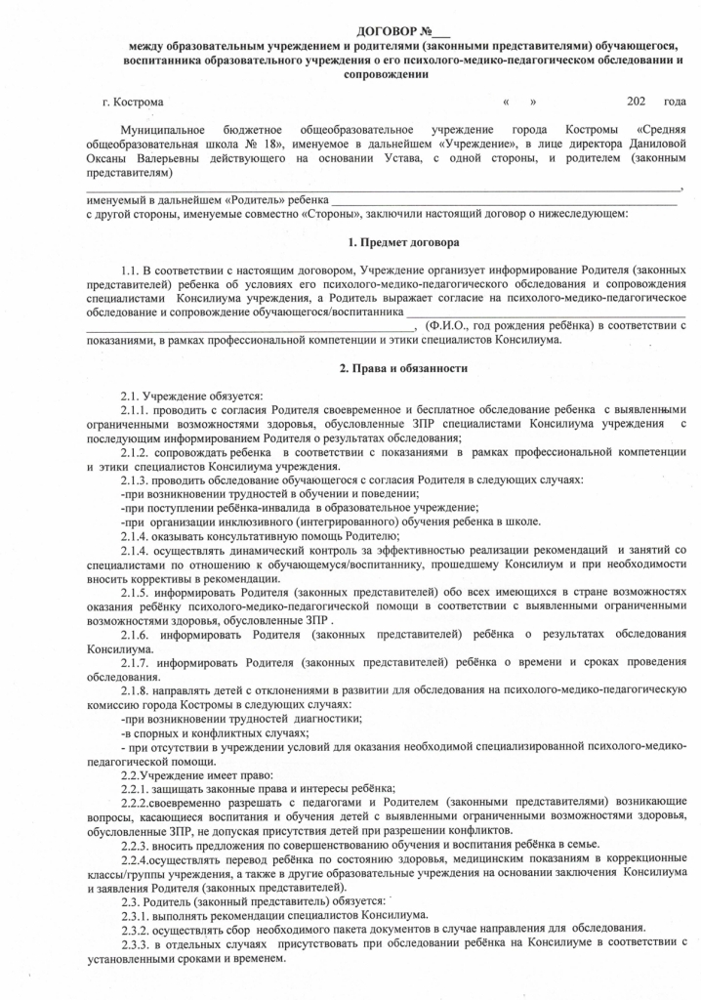 ДОГОВОР №___
между образовательным учреждением и родителями (законными представителями) обучающегося,
воспитанника образовательного учреждения о его психолого-медико-педагогическом обследовании и
сопровождении
г. Кострома « » 202 года
Муниципальное бюджетное общеобразовательное учреждение города Костромы «Средняя
общеобразовательная школа № 18», именуемое в дальнейшем «Учреждение», в лице директора Даниловой
Оксаны Валерьевны действующего на основании Устава, с одной стороны, и родителем (законным
представителям)
_______________________________________________,
именуемый в дальнейшем «Родитель» ребенка _______________________________________________
с другой стороны, именуемые совместно «Стороны», заключили настоящий договор о нижеследующем:
1. Предмет договора
1.1. В соответствии с настоящим договором, Учреждение организует информирование Родителя (законных
представителей) ребенка об условиях его психолого-медико-педагогического обследования и сопровождения
специалистами Консилиума учреждения, а Родитель выражает согласие на психолого-медико-педагогическое
обследование и сопровождение обучающегося/воспитанника _______________________________________________
_______________________________________________, (Ф.И.О., год рождения ребёнка) в соответствии с
показаниями, в рамках профессиональной компетенции и этики специалистов Консилиума.
2. Права и обязанности
2.1. Учреждение обязуется:
2.1.1. проводить с согласия Родителя своевременное и бесплатное обследование ребенка с выявленными
ограниченными возможностями здоровья, обусловленные ЗПР специалистами Консилиума учреждения с
последующим информированием Родителя о результатах обследования;
2.1.2. сопровождать ребенка в соответствии с показаниями в рамках профессиональной компетенции
и этики специалистов Консилиума учреждения.
2.1.3. проводить обследование обучающегося с согласия Родителя в следующих случаях:
-при возникновении трудностей в обучении и поведении;
-при поступлении ребёнка-инвалида в образовательное учреждение;
-при организации инклюзивного (интегрированного) обучения ребенка в школе.
2.1.4. оказывать консультативную помощь Родителю;
2.1.4. осуществлять динамический контроль за эффективностью реализации рекомендаций и занятий со
специалистами по отношению к обучающемуся/воспитаннику, прошедшему Консилиум и при необходимости
вносить коррективы в рекомендации.
2.1.5. информировать Родителя (законных представителей) обо всех имеющихся в стране возможностях
оказания ребёнку психолого-медико-педагогической помощи в соответствии с выявленными ограниченными
возможностями здоровья, обусловленные ЗПР .
2.1.6. информировать Родителя (законных представителей) ребёнка о результатах обследования
Консилиума.
2.1.7. информировать Родителя (законных представителей) ребёнка о времени и сроках проведения
обследования.
2.1.8. направлять детей с отклонениями в развитии для обследования на психолого-медико-педагогическую
комиссию города Костромы в следующих случаях:
-при возникновении трудностей диагностики;
-в спорных и конфликтных случаях;
- при отсутствии в учреждении условий для оказания необходимой специализированной психолого-медико-
педагогической помощи.
2.2.Учреждение имеет право:
2.2.1. защищать законные права и интересы ребёнка;
2.2.2.своевременно разрешать с педагогами и Родителем (законными представителями) возникающие
вопросы, касающиеся воспитания и обучения детей с выявленными ограниченными возможностями здоровья,
обусловленные ЗПР, не допуская присутствия детей при разрешении конфликтов.
2.2.3. вносить предложения по совершенствованию обучения и воспитания ребёнка в семье.
2.2.4.осуществлять перевод ребёнка по состоянию здоровья, медицинским показаниям в коррекционные
классы/группы учреждения, а также в другие образовательные учреждения на основании заключения Консилиума
и заявления Родителя (законных представителей).
2.3. Родитель (законный представитель) обязуется:
2.3.1. выполнять рекомендации специалистов Консилиума.
2.3.2. осуществлять сбор необходимого пакета документов в случае направления для обследования.
2.3.3. в отдельных случаях присутствовать при обследовании ребёнка на Консилиуме в соответствии с
установленными сроками и временем.